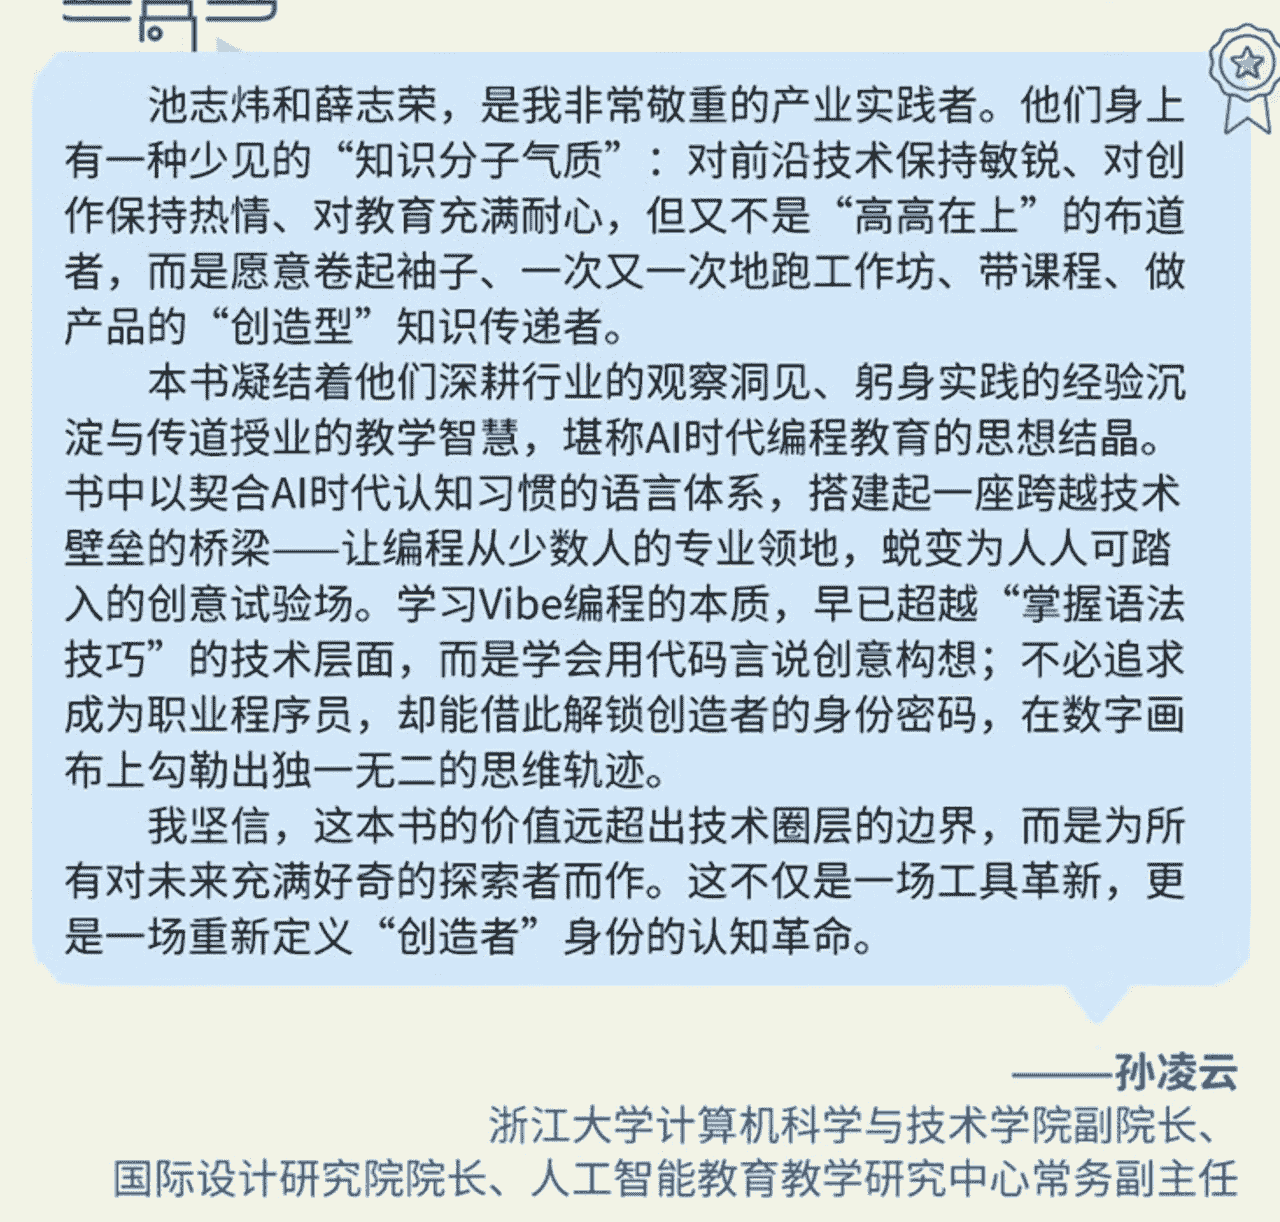 池志炜和薛志荣，是我非常敬重的产业实践者。他们身上
有一种少见的“知识分子气质”：对前沿技术保持敏锐、对创
作保持热情、对教育充满耐心，但又不是“高高在上”的布道
者，而是愿意卷起袖子、一次又一次地跑工作坊、带课程、做
产品的“创造型”知识传递者。
本书凝结着他们深耕行业的观察洞见、躬身实践的经验沉
淀与传道授业的教学智慧，堪称AI时代编程教育的思想结晶。
书中以契合AI时代认知习惯的语言体系，搭建起一座跨越技术
壁垒的桥梁——让编程从少数人的专业领地，蜕变为人人可踏
入的创意试验场。学习Vibe编程的本质，早已超越“掌握语法
技巧”的技术层面，而是学会用代码言说创意构想；不必追求
成为职业程序员，却能借此解锁创造者的身份密码，在数字画
布上勾勒出独一无二的思维轨迹。
我坚信，这本书的价值远超出技术圈层的边界，而是为所
有对未来充满好奇的探索者而作。这不仅是一场工具革新，更
是一场重新定义“创造者”身份的认知革命。
——孙凌云
浙江大学计算机科学与技术学院副院长、
国际设计研究院院长、人工智能教育教学研究中心常务副主任